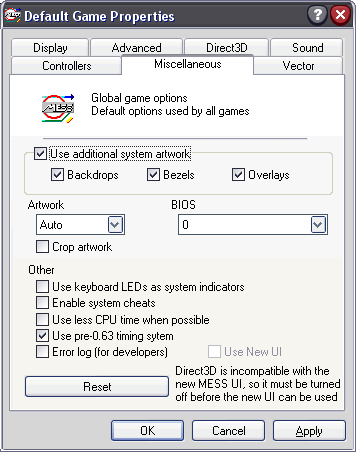 Default Game Properties
Display Advanced Direct3D Sound
Controllers Miscellaneous Vector
MESS
Global game options
Default options used by all games
Use additional system artwork
Backdrops Bezels Overlays
Artwork BIOS
Auto 0
Crop artwork
Other
Use keyboard LEDs as system indicators
Enable system cheats
Use less CPU time when possible
Use pre-0.63 timing sytem
Error log (for developers) Use New UI
Direct3D is incompatible with the
new MESS UI, so it must be turned
off before the new UI can be used
Reset
OK Cancel Apply